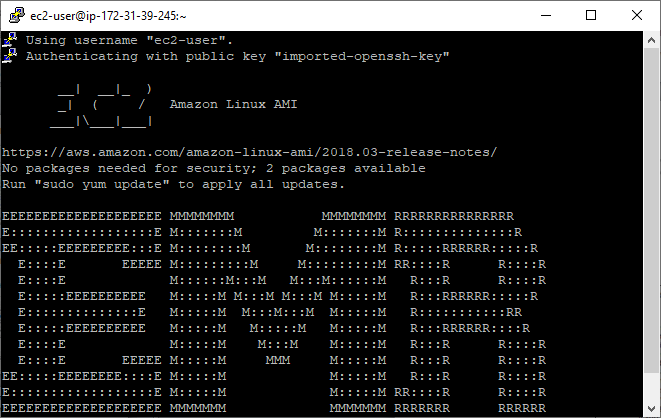 ec2-user@ip-172-31-39-245:~
Using username "ec2-user".
Authenticating with public key "imported-openssh-key"
       __|  __|_  )
       _|  (     /   Amazon Linux AMI
      ___|\___|___|
https://aws.amazon.com/amazon-linux-ami/2018.03-release-notes/
No packages needed for security; 2 packages available
Run "sudo yum update" to apply all updates.
EEEEEEEEEEEEEEEEEEEE MMMMMMMM           MMMMMMMM RRRRRRRRRRRRRRR
E::::::::::::::::::E M:::::::M         M:::::::M R::::::::::::::R
EE:::::EEEEEEEEE:::E M::::::::M       M::::::::M R:::::RRRRRR:::::R
  E::::E       EEEEE M:::::::::M     M:::::::::M RR::::R      R::::R
  E::::E             M::::::M:::M   M:::M::::::M   R:::R      R::::R
  E:::::EEEEEEEEEE   M:::::M M:::M M:::M M:::::M   R:::RRRRRR:::::R
  E::::::::::::::E   M:::::M  M:::M:::M  M:::::M   R:::::::::::RR
  E:::::EEEEEEEEEE   M:::::M   M:::::M   M:::::M   R:::RRRRRR::::R
  E::::E             M:::::M    M:::M    M:::::M   R:::R      R::::R
  E::::E       EEEEE M:::::M     MMM     M:::::M   R:::R      R::::R
EE:::::EEEEEEEE::::E M:::::M             M:::::M   R:::R      R::::R
E::::::::::::::::::E M:::::M             M:::::M RR::::R      R::::R
EEEEEEEEEEEEEEEEEEEE MMMMMMM             MMMMMMM RRRRRRR      RRRRRR